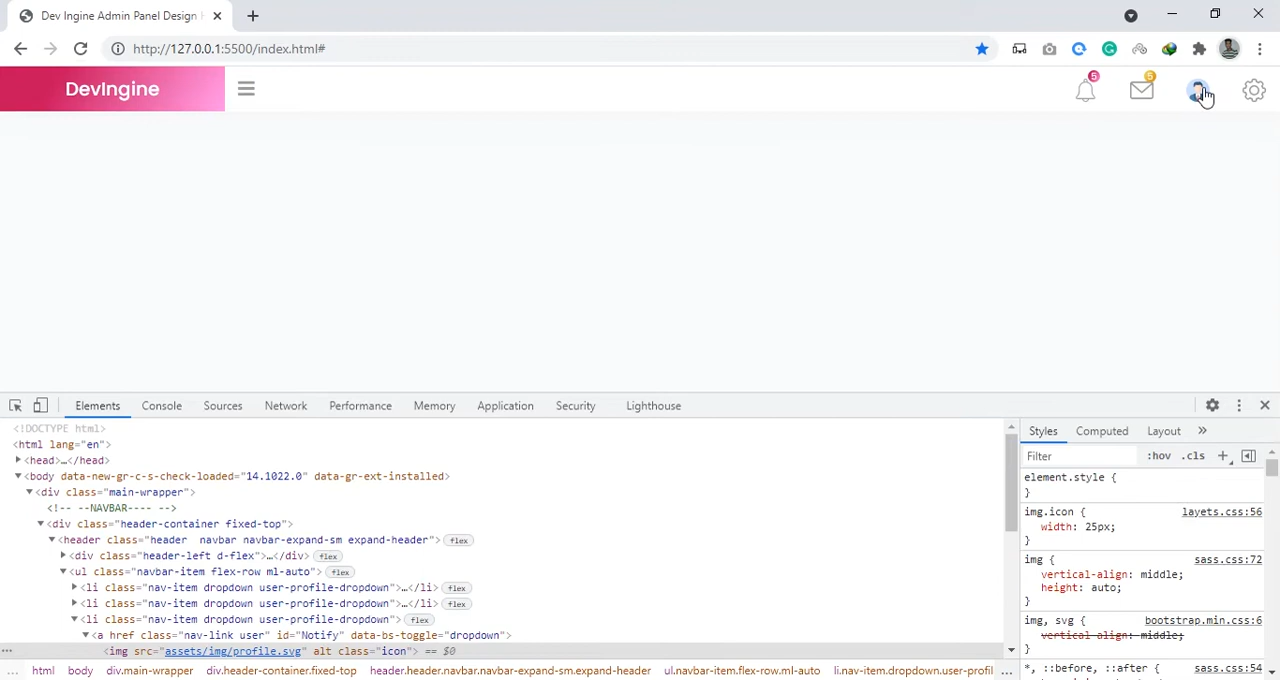 Dev Ingine Admin Panel Design
http://127.0.0.1:5500/index.html#
DevIngine
5
5
Elements Console Sources Network Performance Memory Application Security Lighthouse
<!DOCTYPE html>
<html lang="en">
<head>…</head>
<body data-new-gr-c-s-check-loaded="14.1022.0" data-gr-ext-installed>
<div class="main-wrapper">
<!-- --NAVBAR---- -->
<div class="header-container fixed-top">
<header class="header  navbar navbar-expand-sm expand-header"> flex
<div class="header-left d-flex">…</div> flex
<ul class="navbar-item flex-row ml-auto"> flex
<li class="nav-item dropdown user-profile-dropdown">…</li> flex
<li class="nav-item dropdown user-profile-dropdown">…</li> flex
<li class="nav-item dropdown user-profile-dropdown"> flex
<a href class="nav-link user" id="Notify" data-bs-toggle="dropdown">
… <img src="assets/img/profile.svg" alt class="icon"> == $0
… html body div.main-wrapper div.header-container.fixed-top header.header.navbar.navbar-expand-sm.expand-header ul.navbar-item.flex-row.ml-auto li.nav-item.dropdown.user-profil …
Styles Computed Layout »
Filter :hov .cls +
element.style {
}
img.icon { layets.css:56
width: 25px;
}
img { sass.css:72
vertical-align: middle;
height: auto;
}
img, svg { bootstrap.min.css:6
vertical-align: middle;
}
*, ::before, ::after { sass.css:54